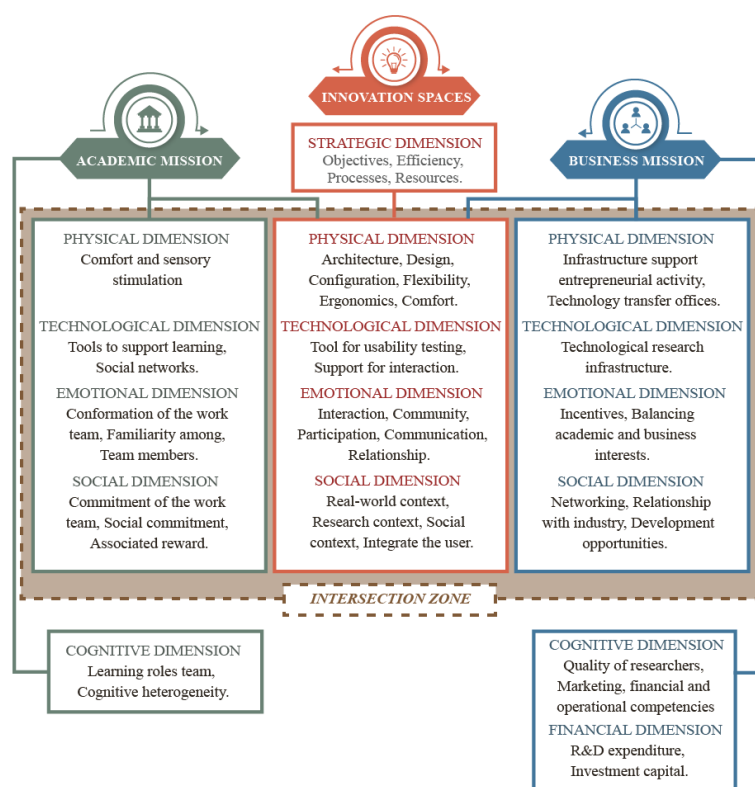 INNOVATION SPACES
ACADEMIC MISSION
BUSINESS MISSION
STRATEGIC DIMENSION
Objectives, Efficiency,
Processes, Resources.
PHYSICAL DIMENSION
Comfort and sensory
stimulation
TECHNOLOGICAL DIMENSION
Tools to support learning,
Social networks.
EMOTIONAL DIMENSION
Conformation of the work
team, Familiarity among,
Team members.
SOCIAL DIMENSION
Commitment of the work
team, Social commitment,
Associated reward.
PHYSICAL DIMENSION
Architecture, Design,
Configuration, Flexibility,
Ergonomics, Comfort.
TECHNOLOGICAL DIMENSION
Tool for usability testing,
Support for interaction.
EMOTIONAL DIMENSION
Interaction, Community,
Participation, Communication,
Relationship.
SOCIAL DIMENSION
Real-world context,
Research context, Social
context, Integrate the user.
PHYSICAL DIMENSION
Infrastructure support
entrepreneurial activity,
Technology transfer offices.
TECHNOLOGICAL DIMENSION
Technological research
infrastructure.
EMOTIONAL DIMENSION
Incentives, Balancing
academic and business
interests.
SOCIAL DIMENSION
Networking, Relationship
with industry, Development
opportunities.
INTERSECTION ZONE
COGNITIVE DIMENSION
Learning roles team,
Cognitive heterogeneity.
COGNITIVE DIMENSION
Quality of researchers,
Marketing, financial and
operational competencies
FINANCIAL DIMENSION
R&D expenditure,
Investment capital.